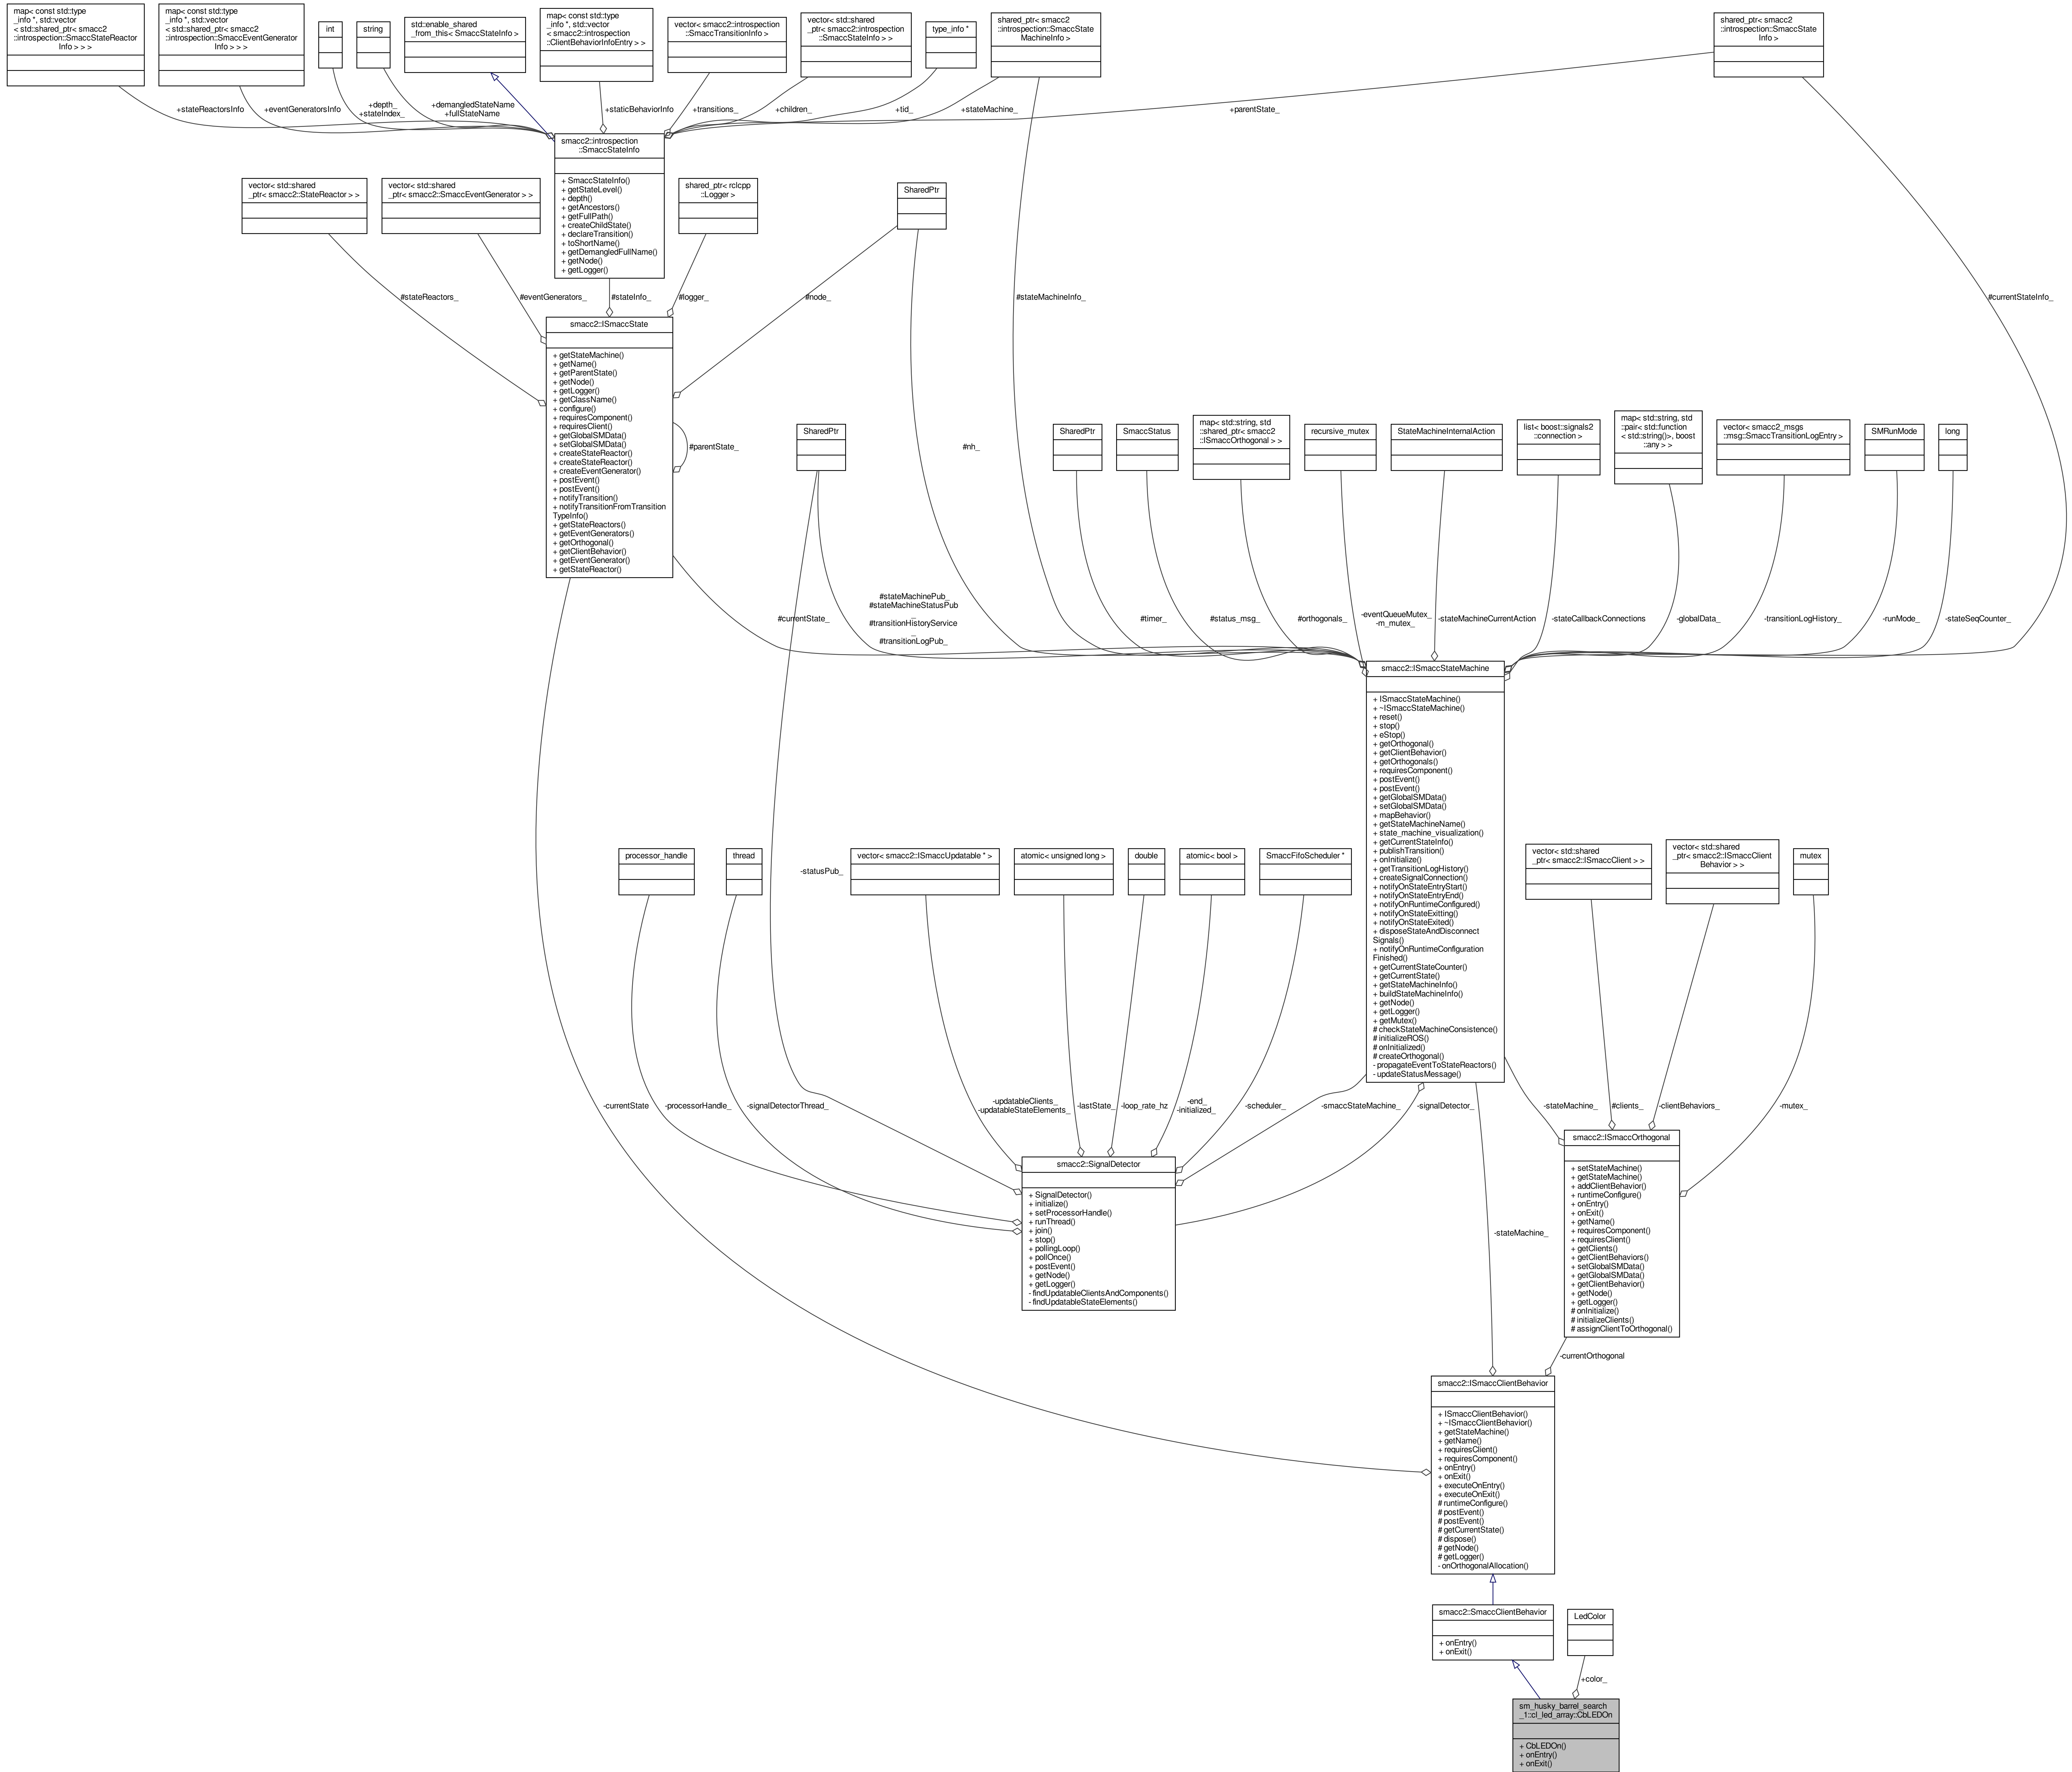 map< const std::type
_info *, std::vector
< std::shared_ptr< smacc2
::introspection::SmaccStateReactor
Info > > >
map< const std::type
_info *, std::vector
< std::shared_ptr< smacc2
::introspection::SmaccEventGenerator
Info > > >
int
string
std::enable_shared
_from_this< SmaccStateInfo >
map< const std::type
_info *, std::vector
< smacc2::introspection
::ClientBehaviorInfoEntry > >
vector< smacc2::introspection
::SmaccTransitionInfo >
vector< std::shared
_ptr< smacc2::introspection
::SmaccStateInfo > >
type_info *
shared_ptr< smacc2
::introspection::SmaccState
MachineInfo >
shared_ptr< smacc2
::introspection::SmaccState
Info >
+stateReactorsInfo
+eventGeneratorsInfo
+depth_
+stateIndex_
+demangledStateName
+fullStateName
+staticBehaviorInfo
+transitions_
+children_
+tid_
+stateMachine_
+parentState_
smacc2::introspection
::SmaccStateInfo
+ SmaccStateInfo()
+ getStateLevel()
+ depth()
+ getAncestors()
+ getFullPath()
+ createChildState()
+ declareTransition()
+ toShortName()
+ getDemangledFullName()
+ getNode()
+ getLogger()
vector< std::shared
_ptr< smacc2::StateReactor > >
vector< std::shared
_ptr< smacc2::SmaccEventGenerator > >
shared_ptr< rclcpp
::Logger >
SharedPtr
#stateReactors_
#eventGenerators_
#stateInfo_
#logger_
#node_
#stateMachineInfo_
#currentStateInfo_
smacc2::ISmaccState
+ getStateMachine()
+ getName()
+ getParentState()
+ getNode()
+ getLogger()
+ getClassName()
+ configure()
+ requiresComponent()
+ requiresClient()
+ getGlobalSMData()
+ setGlobalSMData()
+ createStateReactor()
+ createStateReactor()
+ createEventGenerator()
+ postEvent()
+ postEvent()
+ notifyTransition()
+ notifyTransitionFromTransition
TypeInfo()
+ getStateReactors()
+ getEventGenerators()
+ getOrthogonal()
+ getClientBehavior()
+ getEventGenerator()
+ getStateReactor()
#parentState_
#nh_
SharedPtr
SharedPtr
SmaccStatus
map< std::string, std
::shared_ptr< smacc2
::ISmaccOrthogonal > >
recursive_mutex
StateMachineInternalAction
list< boost::signals2
::connection >
map< std::string, std
::pair< std::function
< std::string()>, boost
::any > >
vector< smacc2_msgs
::msg::SmaccTransitionLogEntry >
SMRunMode
long
#currentState_
#stateMachinePub_
#stateMachineStatusPub
_
#transitionHistoryService
_
#transitionLogPub_
#timer_
#status_msg_
#orthogonals_
-eventQueueMutex_
-m_mutex_
-stateMachineCurrentAction
-stateCallbackConnections
-globalData_
-transitionLogHistory_
-runMode_
-stateSeqCounter_
smacc2::ISmaccStateMachine
+ ISmaccStateMachine()
+ ~ISmaccStateMachine()
+ reset()
+ stop()
+ eStop()
+ getOrthogonal()
+ getClientBehavior()
+ getOrthogonals()
+ requiresComponent()
+ postEvent()
+ postEvent()
+ getGlobalSMData()
+ setGlobalSMData()
+ mapBehavior()
+ getStateMachineName()
+ state_machine_visualization()
+ getCurrentStateInfo()
+ publishTransition()
+ onInitialize()
+ getTransitionLogHistory()
+ createSignalConnection()
+ notifyOnStateEntryStart()
+ notifyOnStateEntryEnd()
+ notifyOnRuntimeConfigured()
+ notifyOnStateExitting()
+ notifyOnStateExited()
+ disposeStateAndDisconnect
Signals()
+ notifyOnRuntimeConfiguration
Finished()
+ getCurrentStateCounter()
+ getCurrentState()
+ getStateMachineInfo()
+ buildStateMachineInfo()
+ getNode()
+ getLogger()
+ getMutex()
# checkStateMachineConsistence()
# initializeROS()
# onInitialized()
# createOrthogonal()
- propagateEventToStateReactors()
- updateStatusMessage()
processor_handle
thread
-statusPub_
vector< smacc2::ISmaccUpdatable * >
atomic< unsigned long >
double
atomic< bool >
SmaccFifoScheduler *
vector< std::shared
_ptr< smacc2::ISmaccClient > >
vector< std::shared
_ptr< smacc2::ISmaccClient
Behavior > >
mutex
-currentState
-processorHandle_
-signalDetectorThread_
-updatableClients_
-updatableStateElements_
-lastState_
-loop_rate_hz
-end_
-initialized_
-scheduler_
-smaccStateMachine_
-signalDetector_
-stateMachine_
#clients_
-clientBehaviors_
-mutex_
smacc2::SignalDetector
+ SignalDetector()
+ initialize()
+ setProcessorHandle()
+ runThread()
+ join()
+ stop()
+ pollingLoop()
+ pollOnce()
+ postEvent()
+ getNode()
+ getLogger()
- findUpdatableClientsAndComponents()
- findUpdatableStateElements()
smacc2::ISmaccOrthogonal
+ setStateMachine()
+ getStateMachine()
+ addClientBehavior()
+ runtimeConfigure()
+ onEntry()
+ onExit()
+ getName()
+ requiresComponent()
+ requiresClient()
+ getClients()
+ getClientBehaviors()
+ setGlobalSMData()
+ getGlobalSMData()
+ getClientBehavior()
+ getNode()
+ getLogger()
# onInitialize()
# initializeClients()
# assignClientToOrthogonal()
-stateMachine_
-currentOrthogonal
smacc2::ISmaccClientBehavior
+ ISmaccClientBehavior()
+ ~ISmaccClientBehavior()
+ getStateMachine()
+ getName()
+ requiresClient()
+ requiresComponent()
+ onEntry()
+ onExit()
+ executeOnEntry()
+ executeOnExit()
# runtimeConfigure()
# postEvent()
# postEvent()
# getCurrentState()
# dispose()
# getNode()
# getLogger()
- onOrthogonalAllocation()
smacc2::SmaccClientBehavior
+ onEntry()
+ onExit()
LedColor
+color_
sm_husky_barrel_search
_1::cl_led_array::CbLEDOn
+ CbLEDOn()
+ onEntry()
+ onExit()